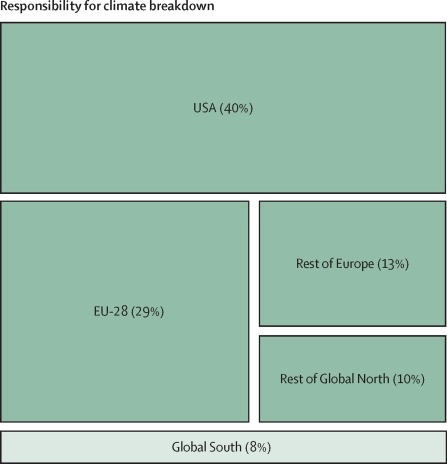 Responsibility for climate breakdown
USA (40%)
EU-28 (29%)
Rest of Europe (13%)
Rest of Global North (10%)
Global South (8%)